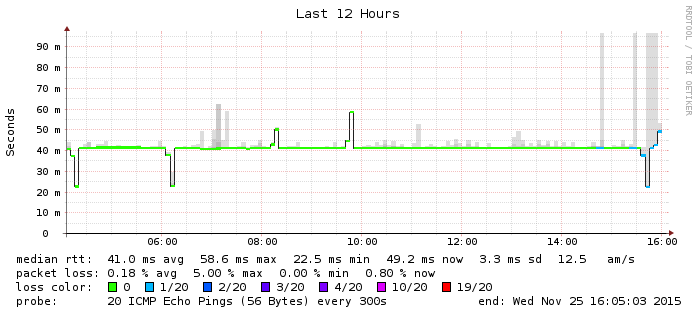 Last 12 Hours
RRDTOOL / TOBI OETIKER
Seconds
90 m
80 m
70 m
60 m
50 m
40 m
30 m
20 m
10 m
0
06:00 08:00 10:00 12:00 14:00 16:00
median rtt: 41.0 ms avg 58.6 ms max 22.5 ms min 49.2 ms now 3.3 ms sd 12.5 am/s
packet loss: 0.18 % avg 5.00 % max 0.00 % min 0.80 % now
loss color: 0 1/20 2/20 3/20 4/20 10/20 19/20
probe: 20 ICMP Echo Pings (56 Bytes) every 300s end: Wed Nov 25 16:05:03 2015